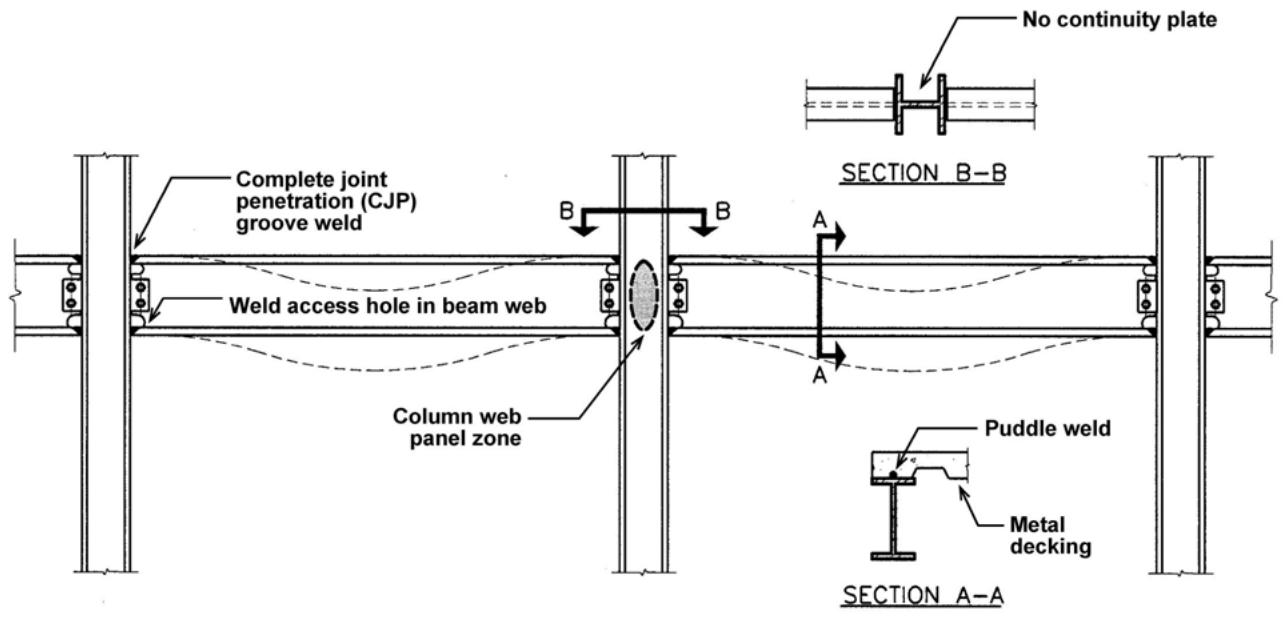 No continuity plate
SECTION B-B
Complete joint
penetration (CJP)
groove weld
B
B
A
Weld access hole in beam web
A
Column web
panel zone
Puddle weld
Metal
decking
SECTION A-A